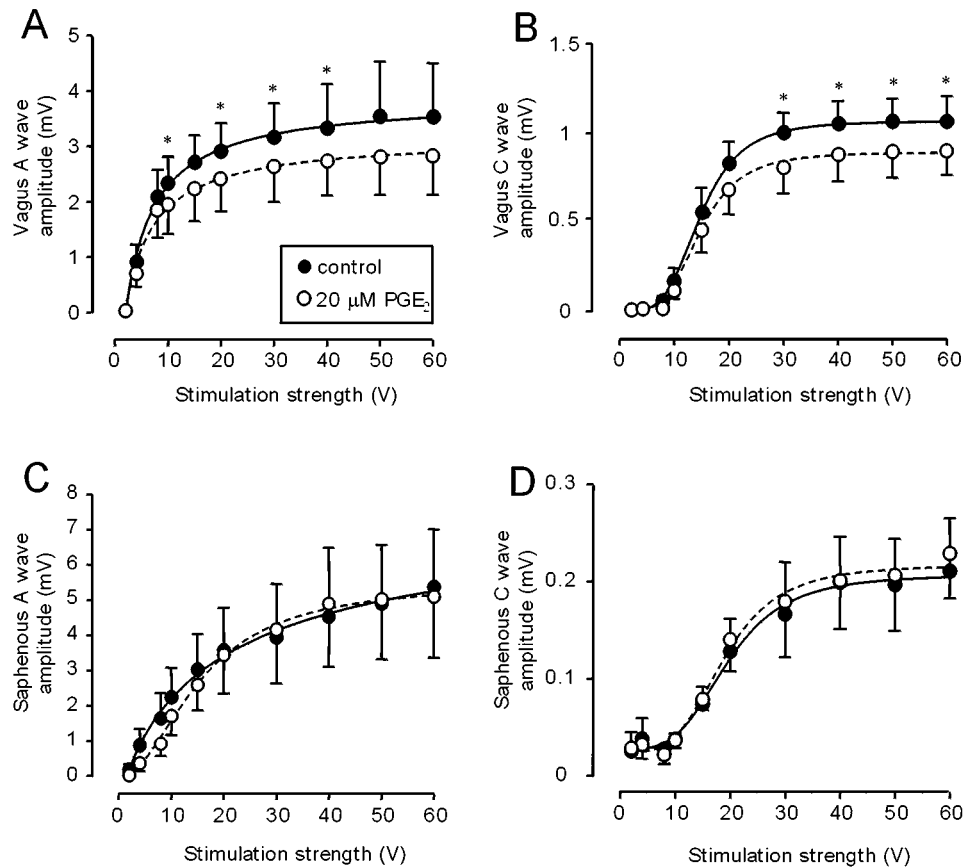 A
Vagus A wave
amplitude (mV)
5
4
3
2
1
0
* * * *
control
20 μM PGE₂
0 10 20 30 40 50 60
Stimulation strength (V)
B
Vagus C wave
amplitude (mV)
1.5
1
0.5
0
* * * *
0 10 20 30 40 50 60
Stimulation strength (V)
C
Saphenous A wave
amplitude (mV)
8
7
6
5
4
3
2
1
0
0 10 20 30 40 50 60
Stimulation strength (V)
D
Saphenous C wave
amplitude (mV)
0.3
0.2
0.1
0
0 10 20 30 40 50 60
Stimulation strength (V)